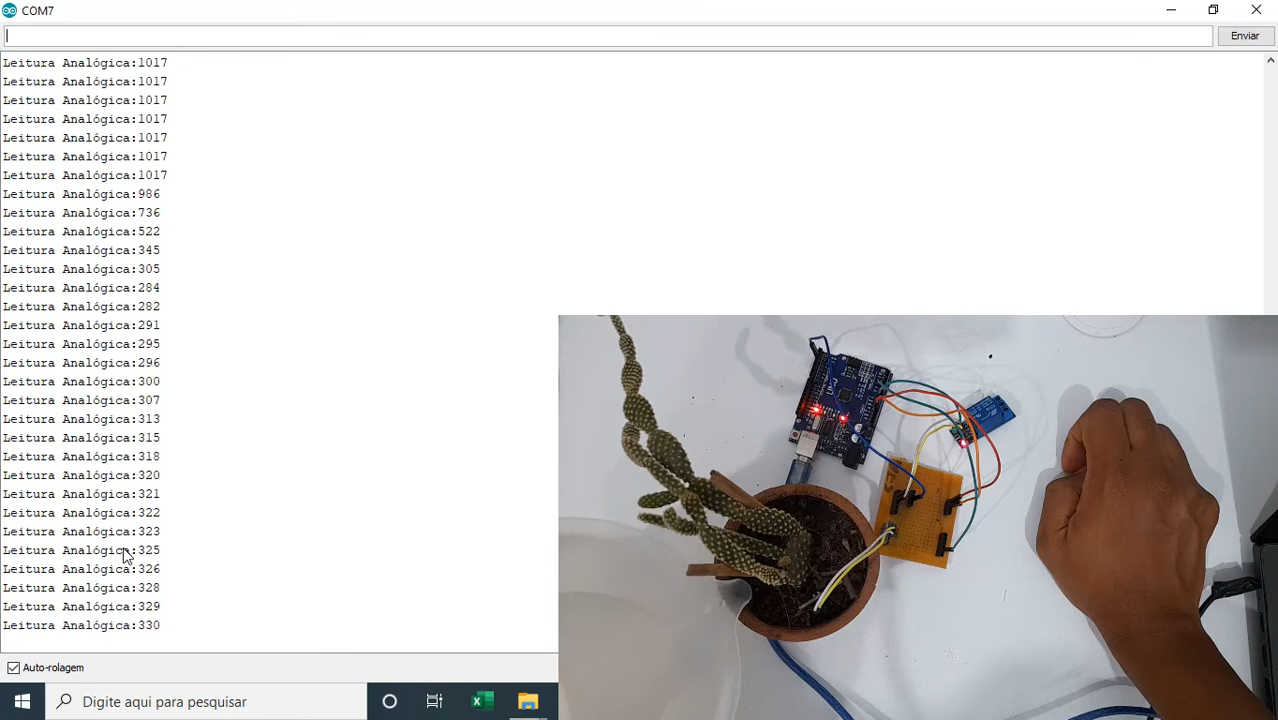 COM7
Enviar
Leitura Analógica:1017
Leitura Analógica:1017
Leitura Analógica:1017
Leitura Analógica:1017
Leitura Analógica:1017
Leitura Analógica:1017
Leitura Analógica:1017
Leitura Analógica:986
Leitura Analógica:736
Leitura Analógica:522
Leitura Analógica:345
Leitura Analógica:305
Leitura Analógica:284
Leitura Analógica:282
Leitura Analógica:291
Leitura Analógica:295
Leitura Analógica:296
Leitura Analógica:300
Leitura Analógica:307
Leitura Analógica:313
Leitura Analógica:315
Leitura Analógica:318
Leitura Analógica:320
Leitura Analógica:321
Leitura Analógica:322
Leitura Analógica:323
Leitura Analógica:325
Leitura Analógica:326
Leitura Analógica:328
Leitura Analógica:329
Leitura Analógica:330
Auto-rolagem
Digite aqui para pesquisar